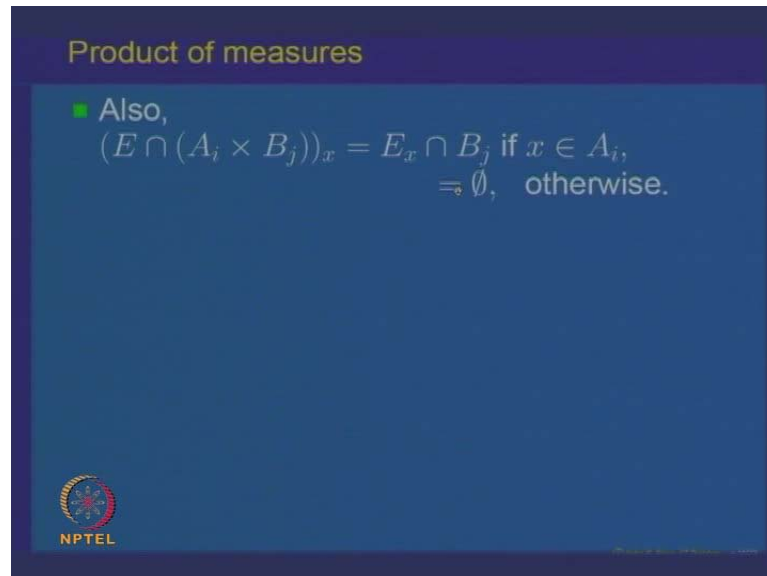 Product of measures
Also,
(E ∩ (A_i × B_j))_x = E_x ∩ B_j if x ∈ A_i,
= ∅, otherwise.
NPTEL